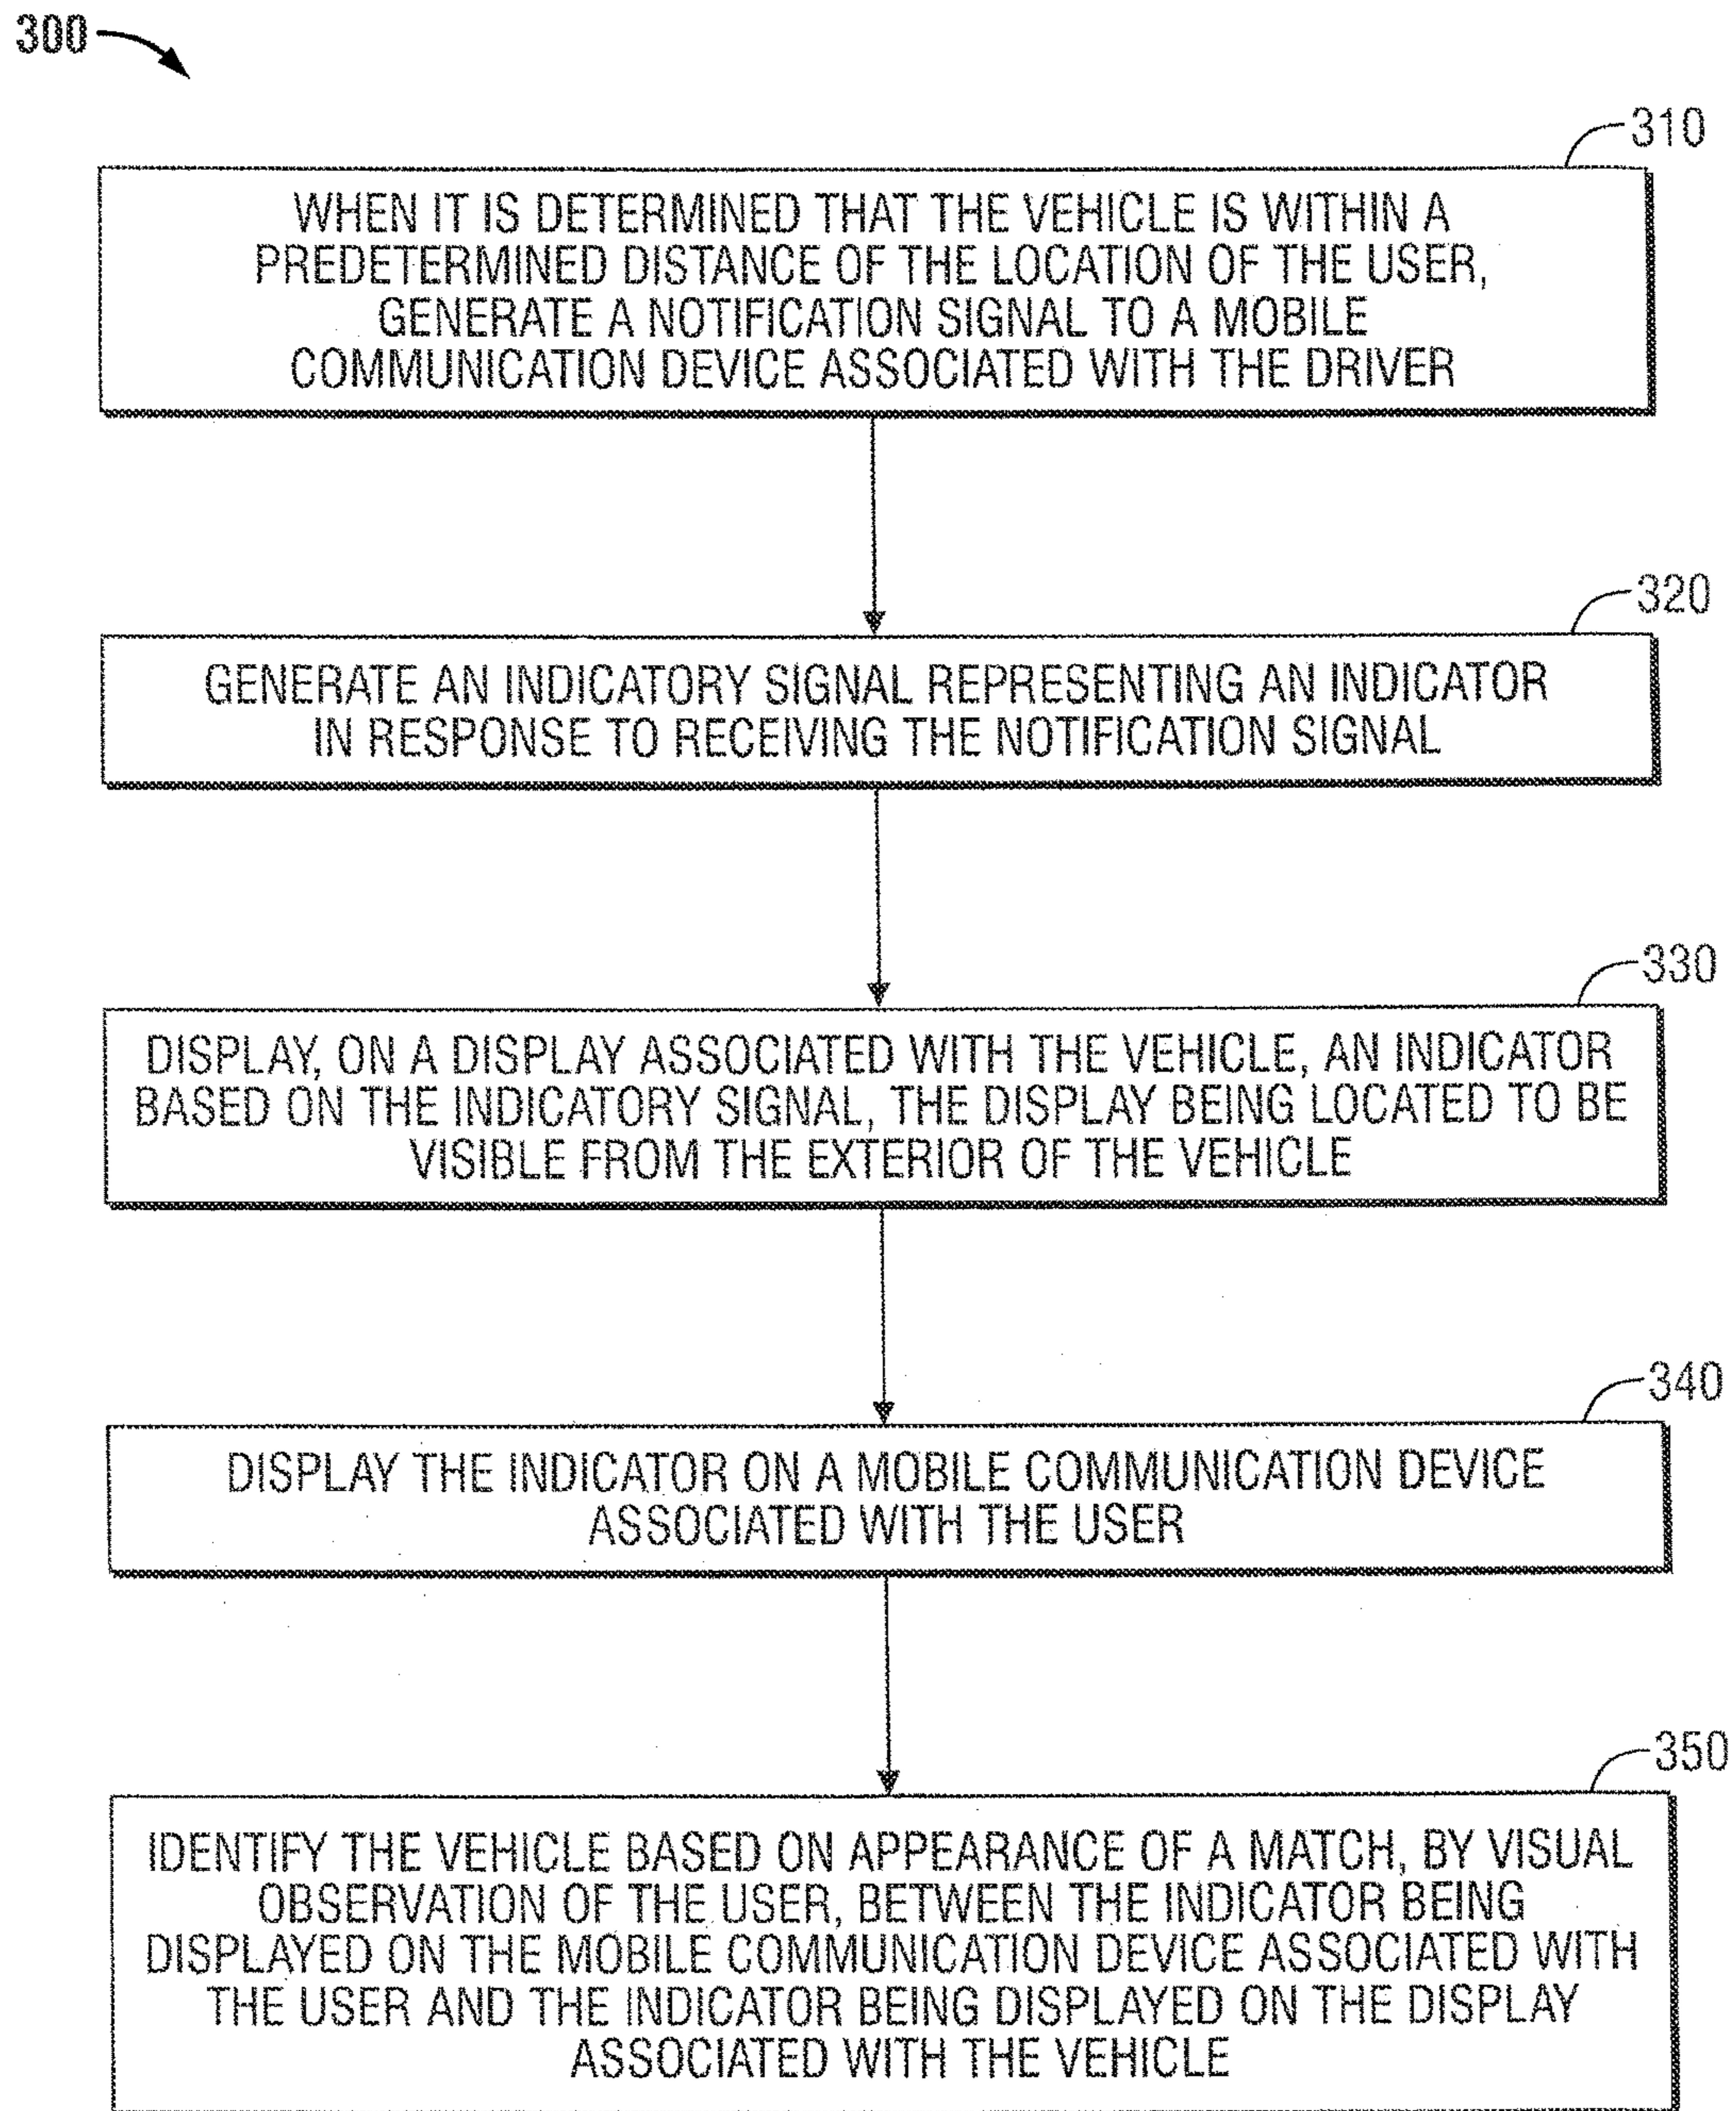 300
310
WHEN IT IS DETERMINED THAT THE VEHICLE IS WITHIN A
PREDETERMINED DISTANCE OF THE LOCATION OF THE USER,
GENERATE A NOTIFICATION SIGNAL TO A MOBILE
COMMUNICATION DEVICE ASSOCIATED WITH THE DRIVER
320
GENERATE AN INDICATORY SIGNAL REPRESENTING AN INDICATOR
IN RESPONSE TO RECEIVING THE NOTIFICATION SIGNAL
330
DISPLAY, ON A DISPLAY ASSOCIATED WITH THE VEHICLE, AN INDICATOR
BASED ON THE INDICATORY SIGNAL, THE DISPLAY BEING LOCATED TO BE
VISIBLE FROM THE EXTERIOR OF THE VEHICLE
340
DISPLAY THE INDICATOR ON A MOBILE COMMUNICATION DEVICE
ASSOCIATED WITH THE USER
350
IDENTIFY THE VEHICLE BASED ON APPEARANCE OF A MATCH, BY VISUAL
OBSERVATION OF THE USER, BETWEEN THE INDICATOR BEING
DISPLAYED ON THE MOBILE COMMUNICATION DEVICE ASSOCIATED WITH
THE USER AND THE INDICATOR BEING DISPLAYED ON THE DISPLAY
ASSOCIATED WITH THE VEHICLE